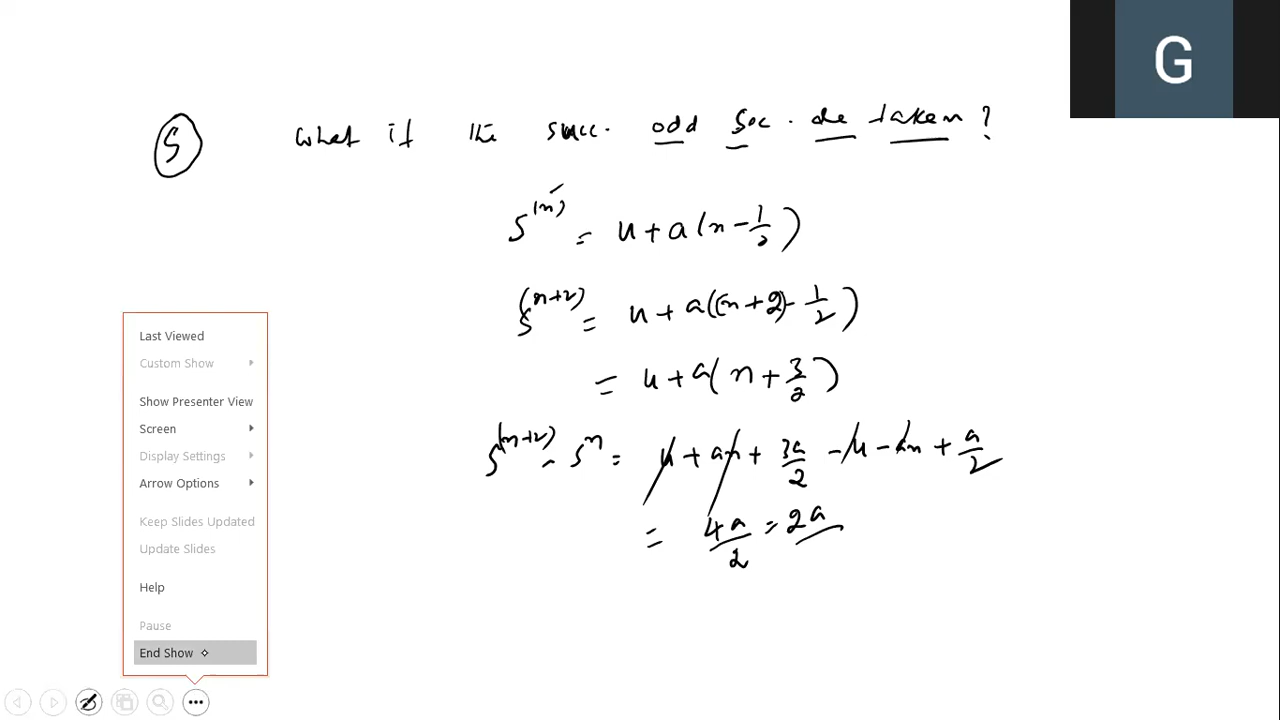 G
5 What if the succ. odd sec. are taken?
S^(n) = u + a(n - 1/2)
S^(n+2) = u + a((n+2) - 1/2)
= u + a(n + 3/2)
S^(n+2) - S^n = u + an + 3a/2 - u - an + a/2
= 4a/2 = 2a
Last Viewed
Custom Show
Show Presenter View
Screen
Display Settings
Arrow Options
Keep Slides Updated
Update Slides
Help
Pause
End Show